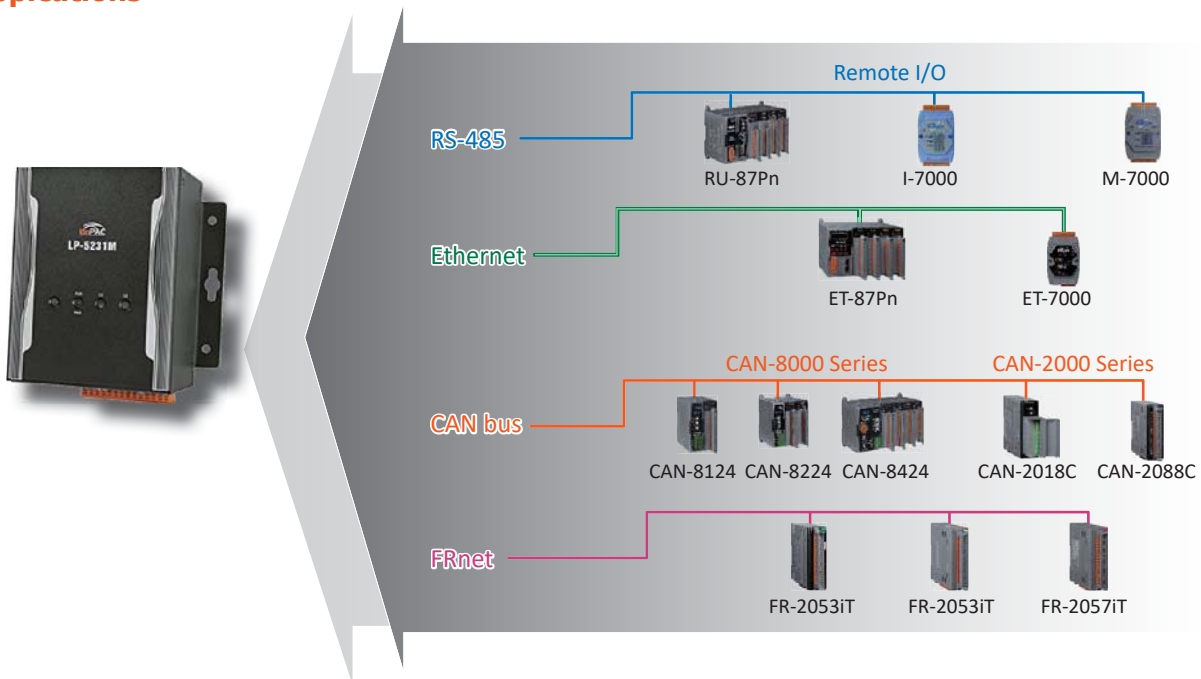 Remote I/O
RS-485
RU-87Pn
I-7000
M-7000
Ethernet
ET-87Pn
ET-7000
CAN-8000 Series
CAN-2000 Series
CAN bus
CAN-8124
CAN-8224
CAN-8424
CAN-2018C
CAN-2088C
FRnet
FR-2053iT
FR-2053iT
FR-2057iT
LP-5231M